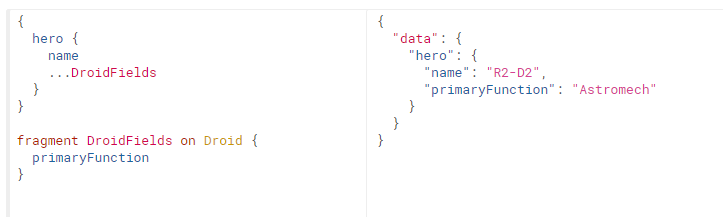 {
  hero {
    name
    ...DroidFields
  }
}

fragment DroidFields on Droid {
  primaryFunction
}
{
  "data": {
    "hero": {
      "name": "R2-D2",
      "primaryFunction": "Astromech"
    }
  }
}